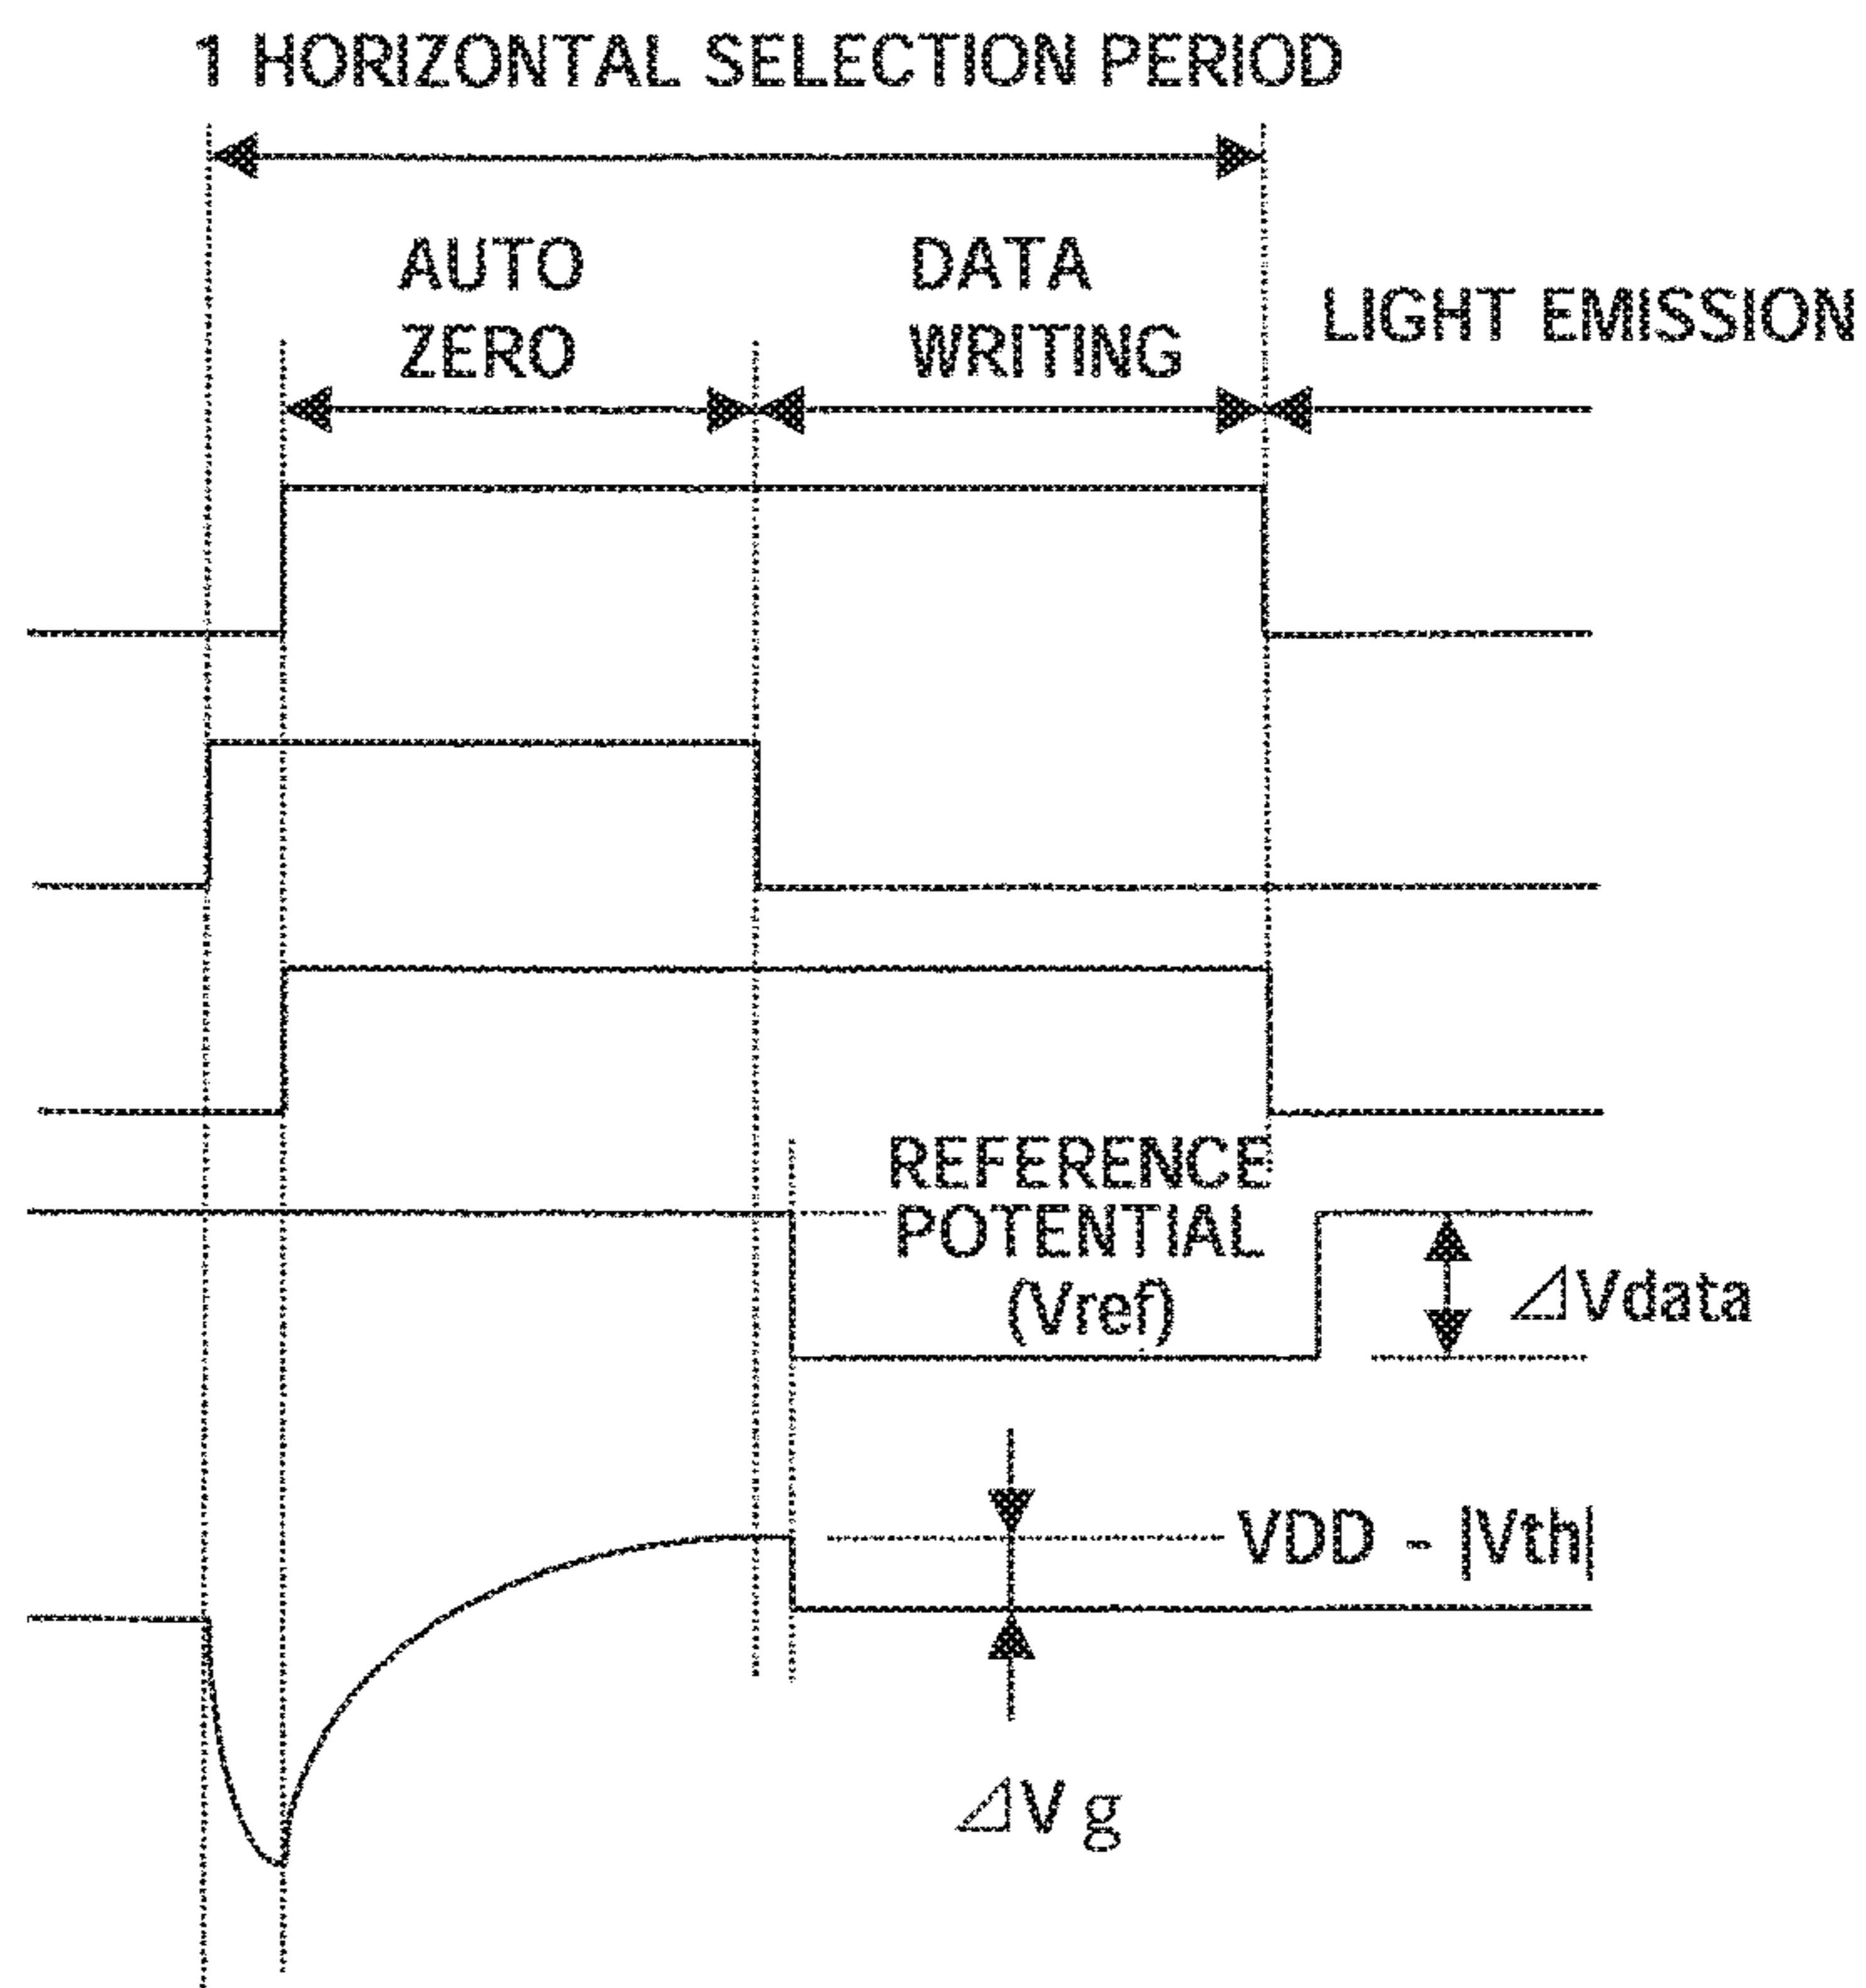 1 HORIZONTAL SELECTION PERIOD
AUTO
ZERO
DATA
WRITING
LIGHT EMISSION
REFERENCE
POTENTIAL
(Vref)
⊿Vdata
VDD - |Vth|
⊿V g